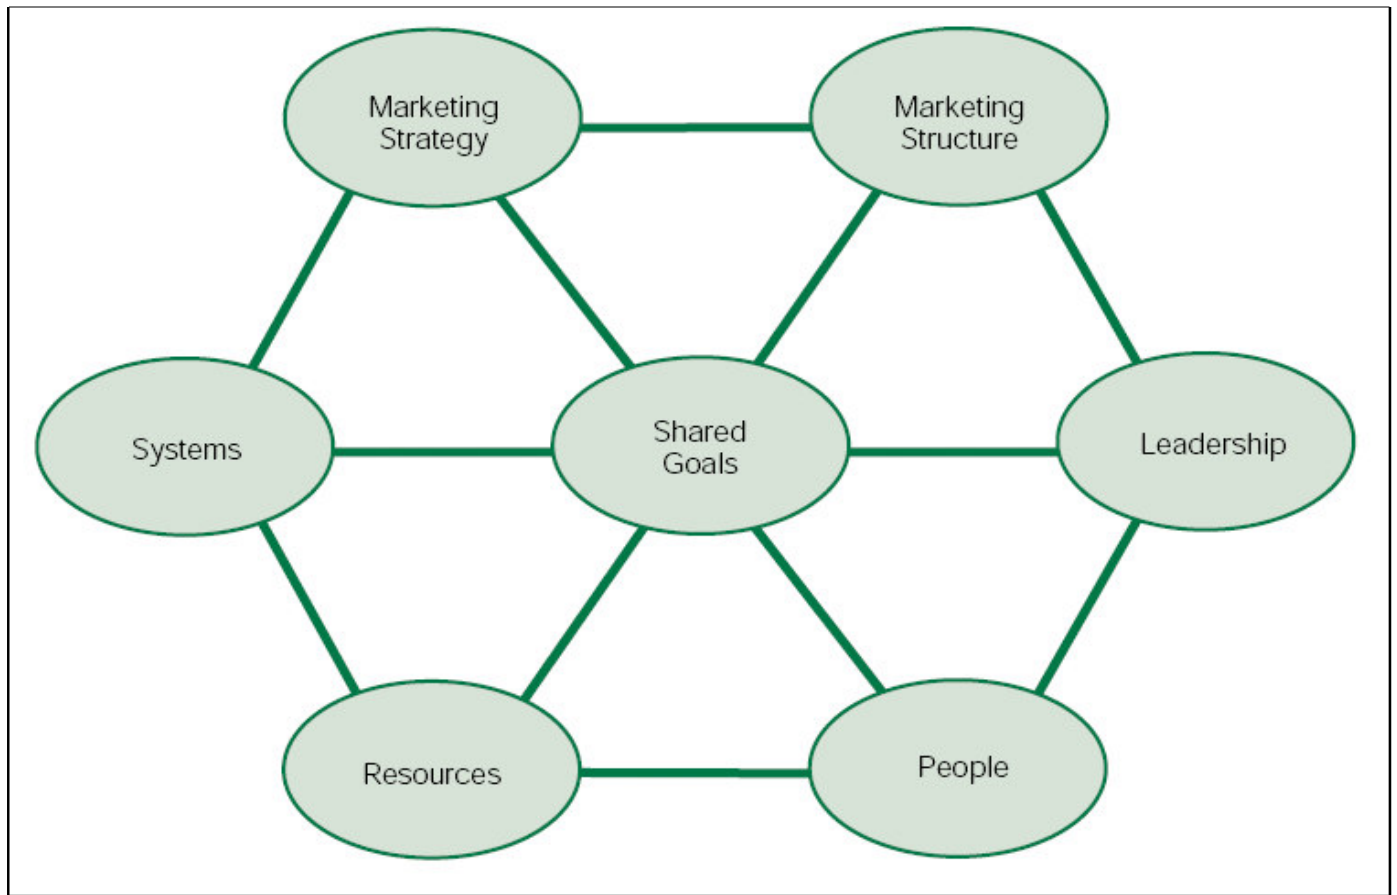 Marketing
Strategy
Marketing
Structure
Systems
Shared
Goals
Leadership
Resources
People